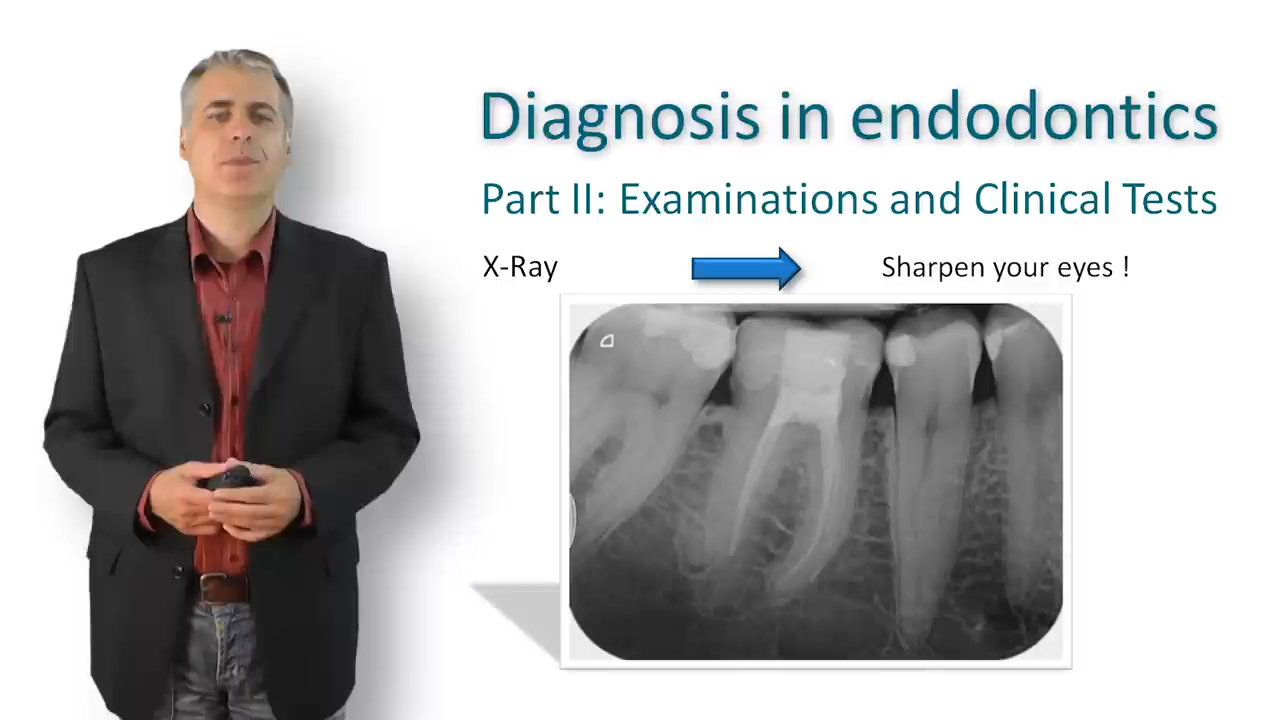 Diagnosis in endodontics
Part II: Examinations and Clinical Tests
X-Ray
Sharpen your eyes !